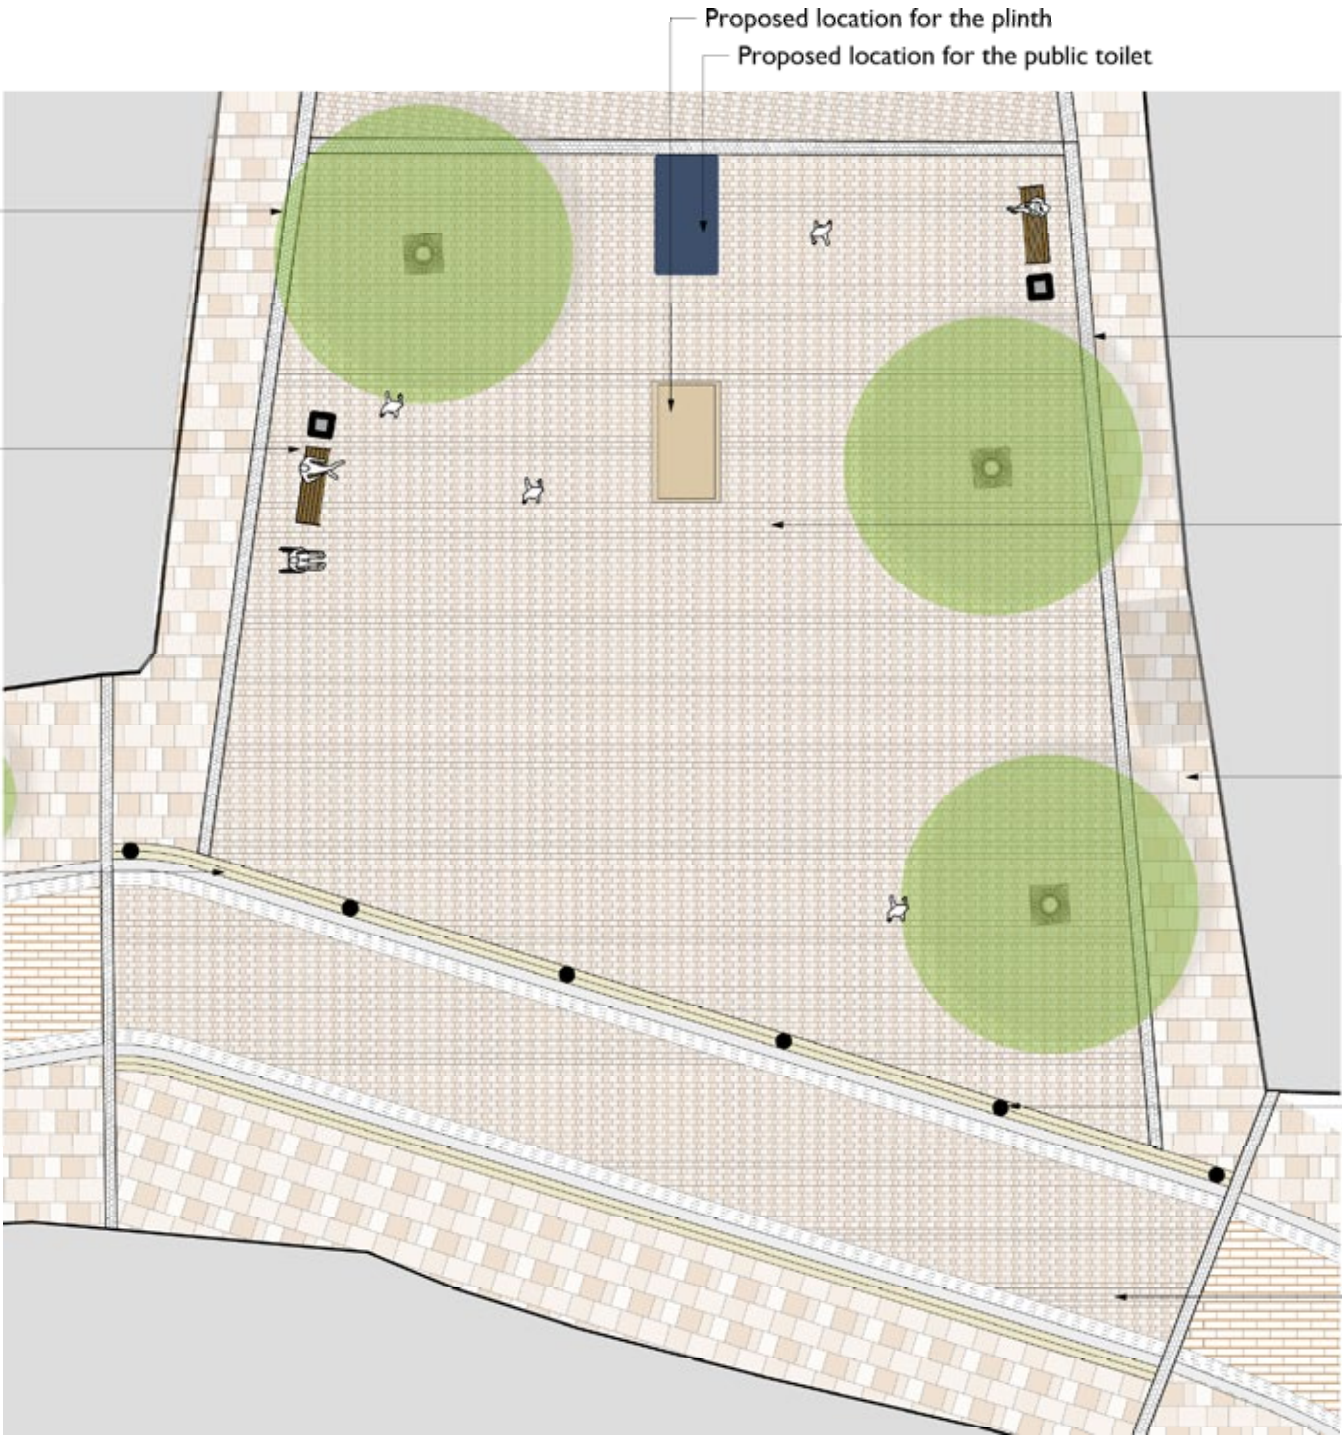 Proposed location for the plinth
Proposed location for the public toilet